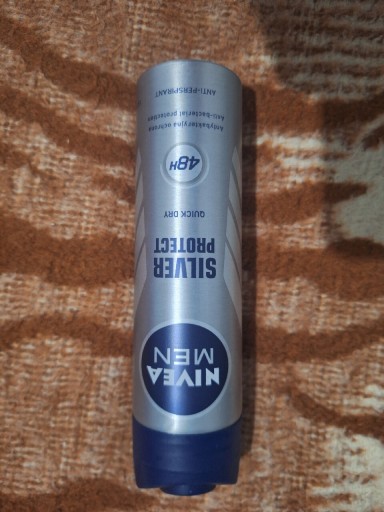 NIVEA
MEN
SILVER
PROTECT
QUICK DRY
48H
Antybakteryjna ochrona
Anti-bacterial protection
ANTI-PERSPIRANT